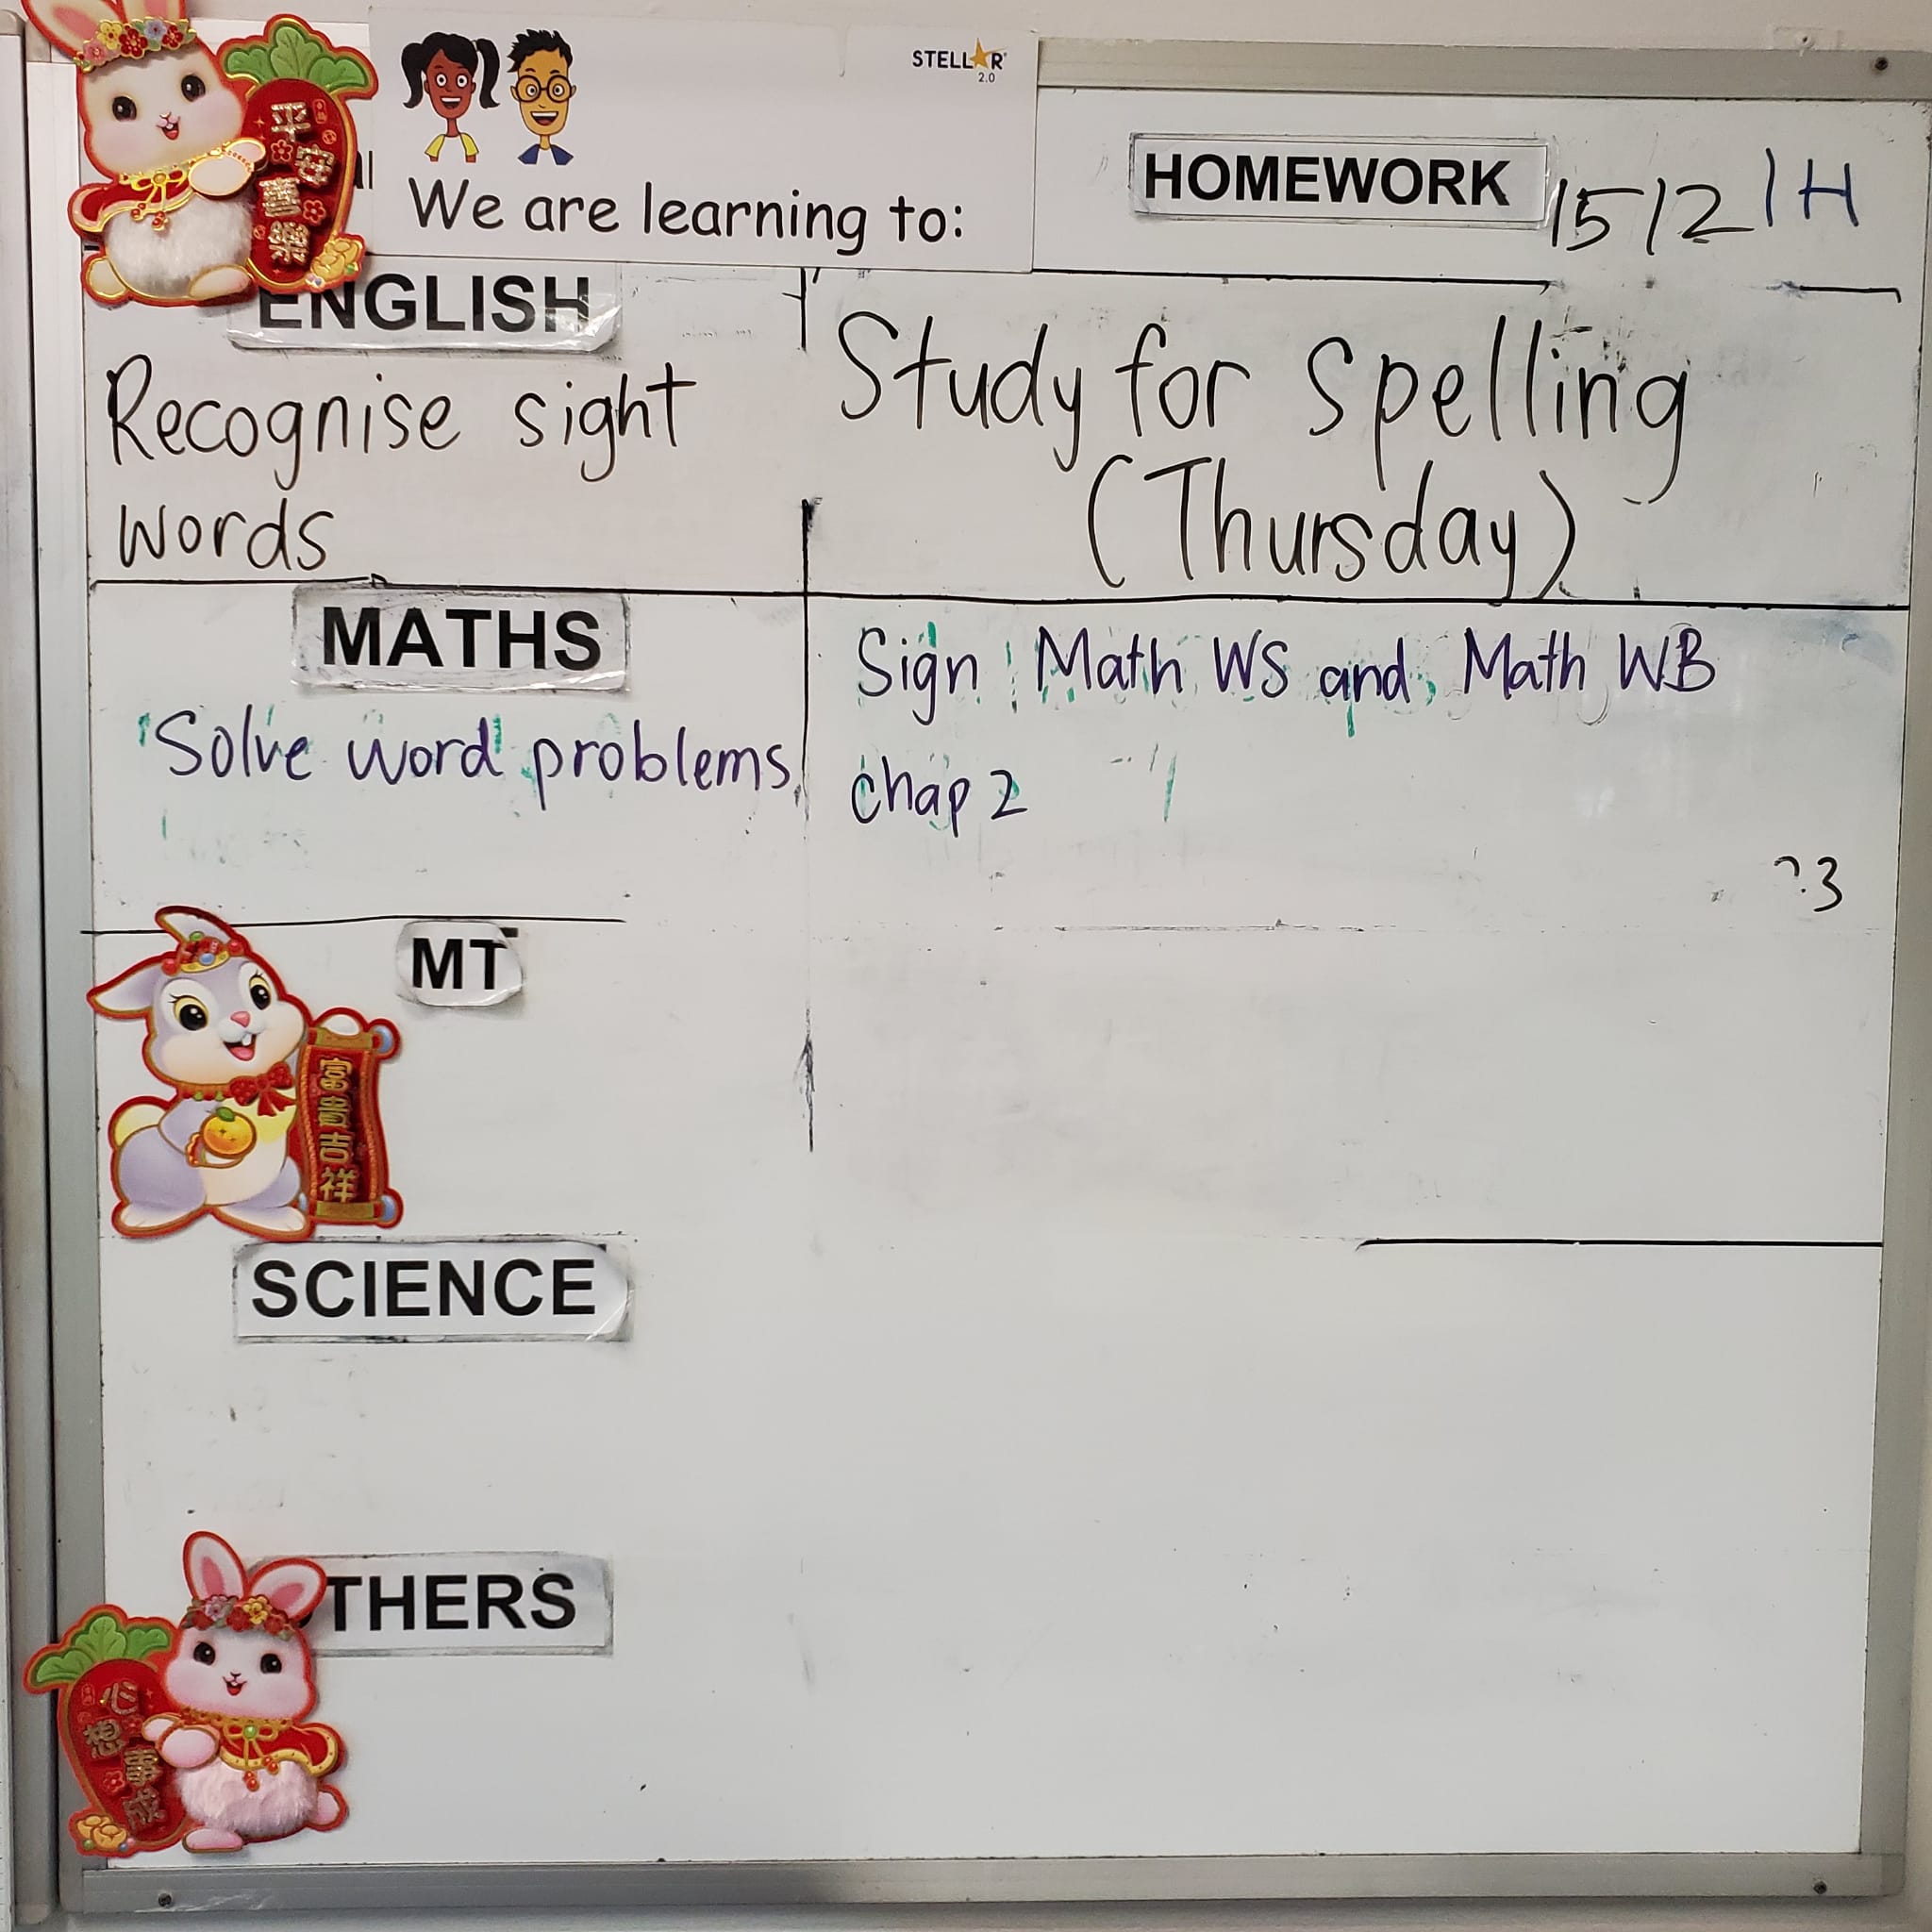 STELLAR
2.0
We are learning to:
HOMEWORK 15/2 1H
平安喜樂
ENGLISH
Recognise sight
words
Study for spelling
(Thursday)
MATHS
Solve word problems
Sign Math WS and Math WB
chap 2
3
MT
富貴吉祥
SCIENCE
THERS
心想事成